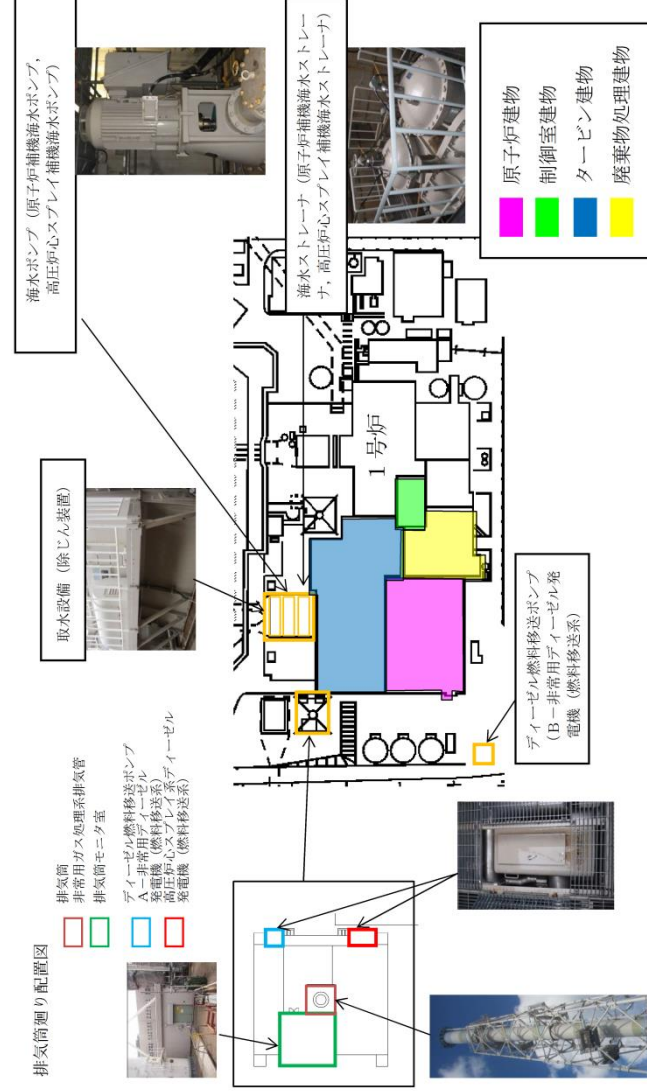 海水ポンプ（原子炉補機海水ポンプ，
高圧炉心スプレイ補機海水ポンプ）
海水ストレーナ（原子炉補機海水ストレー
ナ，高圧炉心スプレイ補機海水ストレーナ）
取水設備（除じん装置）
排気筒廻り配置図
排気筒
非常用ガス処理系排気管
排気筒モニタ室
ディーゼル燃料移送ポンプ
A－非常用ディーゼル
発電機（燃料移送系）
高圧炉心スプレイ系ディーゼル
発電機（燃料移送系）
1号炉
ディーゼル燃料移送ポンプ
（B－非常用ディーゼル発
電機（燃料移送系）
原子炉建物
制御室建物
タービン建物
廃棄物処理建物